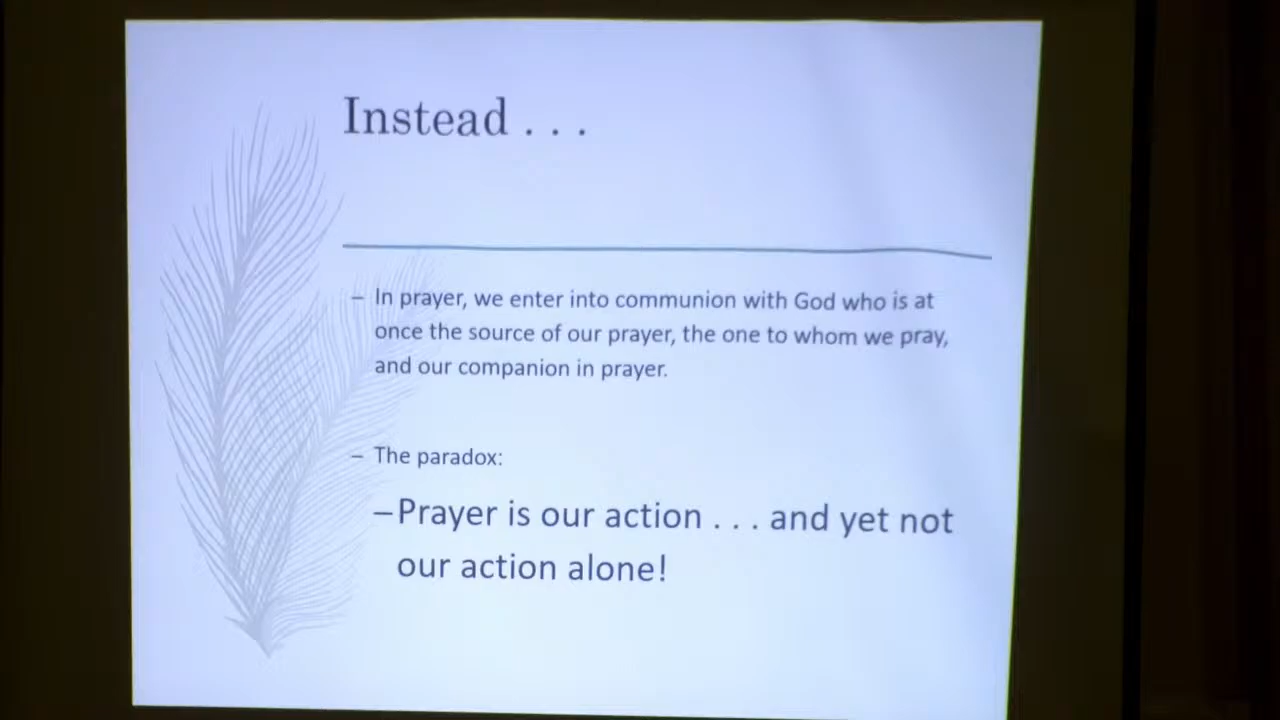 Instead . . .
– In prayer, we enter into communion with God who is at
once the source of our prayer, the one to whom we pray,
and our companion in prayer.
– The paradox:
–Prayer is our action . . . and yet not
our action alone!